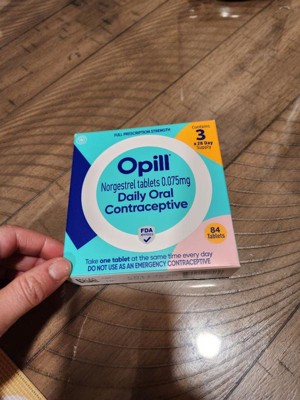 FULL PRESCRIPTION STRENGTH
Contains
3
x 28 Day
Supply
Opill
Norgestrel tablets 0.075mg
Daily Oral
Contraceptive
FDA
84
Tablets
Take one tablet at the same time every day
DO NOT USE AS AN EMERGENCY CONTRACEPTIVE